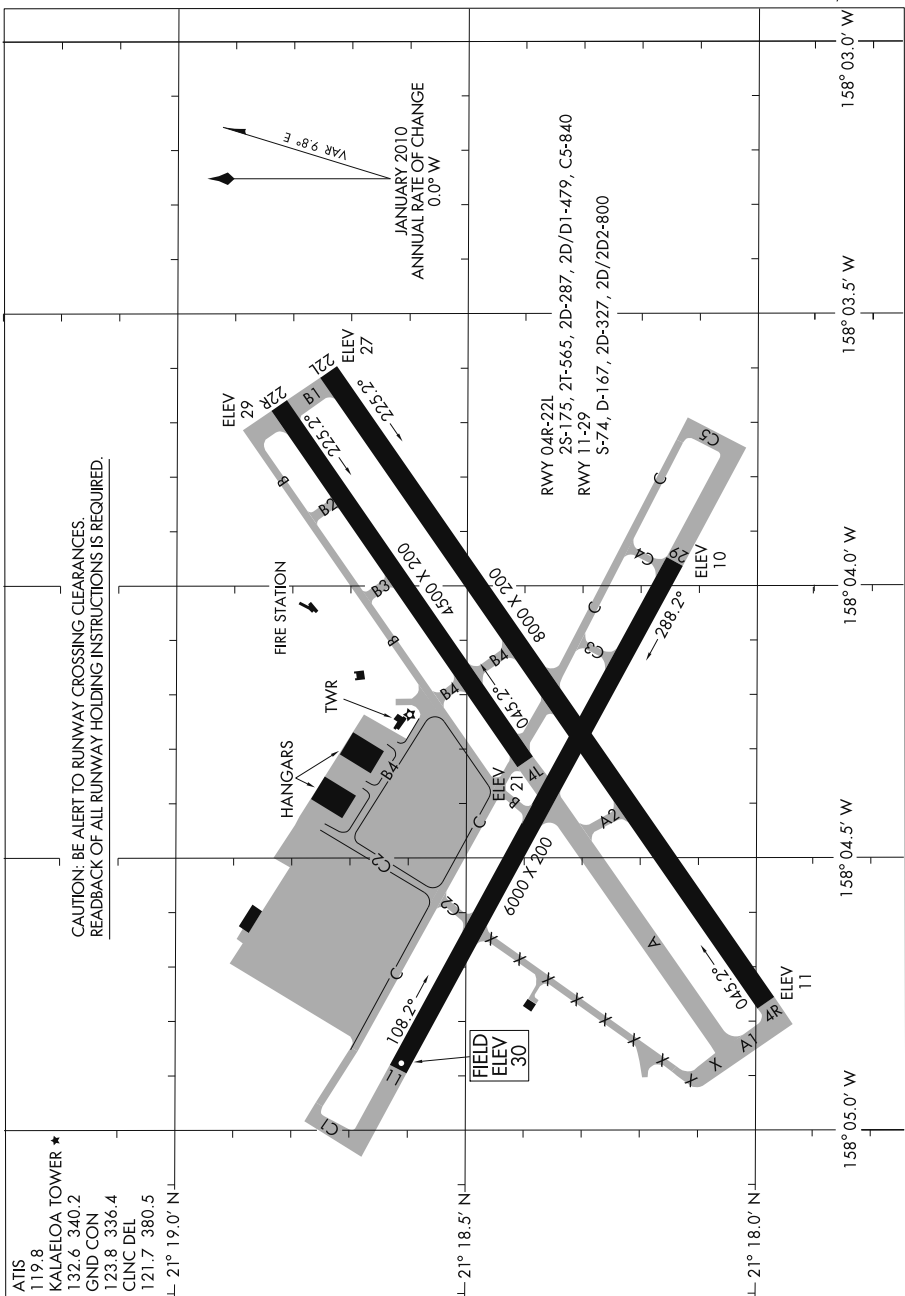 ATIS
119.8
KALAELOA TOWER ★
132.6 340.2
GND CON
123.8 336.4
CLNC DEL
121.7 380.5
21° 19.0' N
21° 18.5' N
21° 18.0' N
CAUTION: BE ALERT TO RUNWAY CROSSING CLEARANCES.
READBACK OF ALL RUNWAY HOLDING INSTRUCTIONS IS REQUIRED.
VAR 9.8° E
JANUARY 2010
ANNUAL RATE OF CHANGE
0.0° W
HANGARS
TWR
FIRE STATION
ELEV
29
22R
B1
22L
ELEV
27
225.2°
225.2°
B
B2
B3
B
4500 X 200
8000 X 200
B4
B4
B4
045.2°
ELEV
21
4L
B
C
C2
C2
C
C1
11
108.2°
FIELD
ELEV
30
6000 X 200
X
X
X
X
X
X
X
X
X
A
A1
A2
4R
045.2°
ELEV
11
C
C3
C4
C
C5
29
ELEV
10
288.2°
RWY 04R-22L
2S-175, 2T-565, 2D-287, 2D/D1-479, C5-840
RWY 11-29
S-74, D-167, 2D-327, 2D/2D2-800
158° 05.0' W
158° 04.5' W
158° 04.0' W
158° 03.5' W
158° 03.0' W